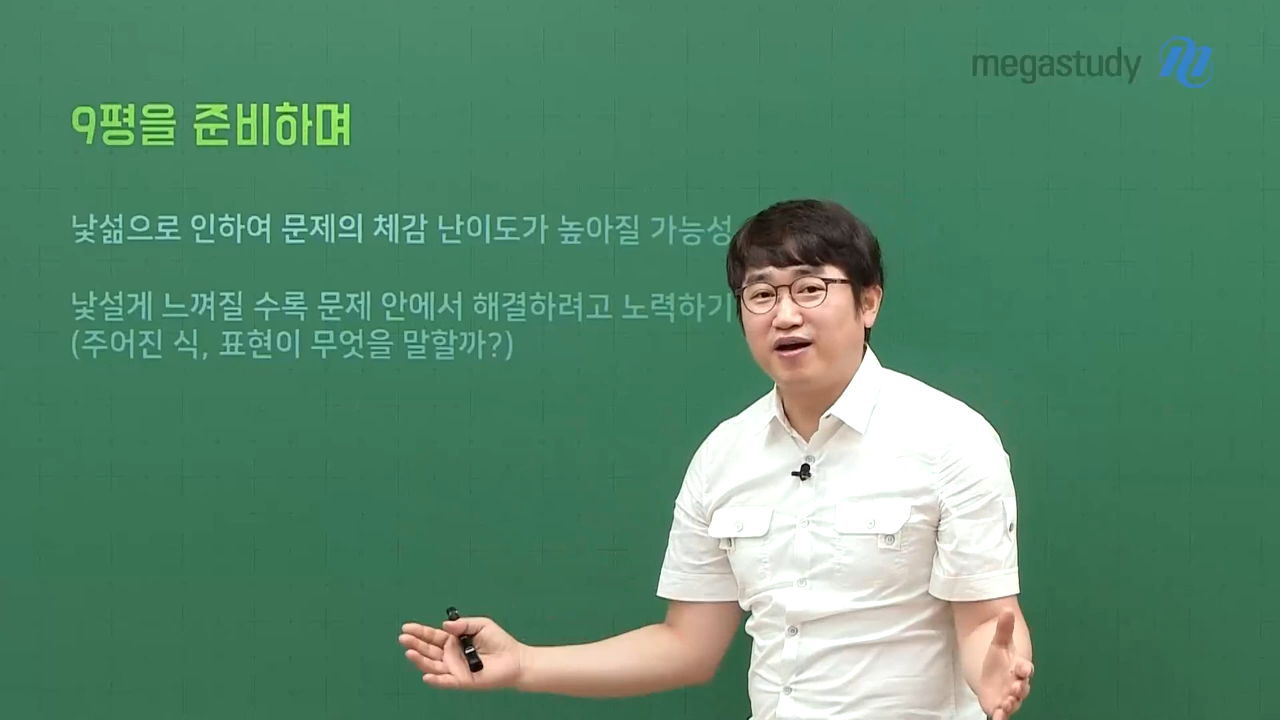 megastudy
9평을 준비하며
낯섦으로 인하여 문제의 체감 난이도가 높아질 가능성
낯설게 느껴질 수록 문제 안에서 해결하려고 노력하기
(주어진 식, 표현이 무엇을 말할까?)